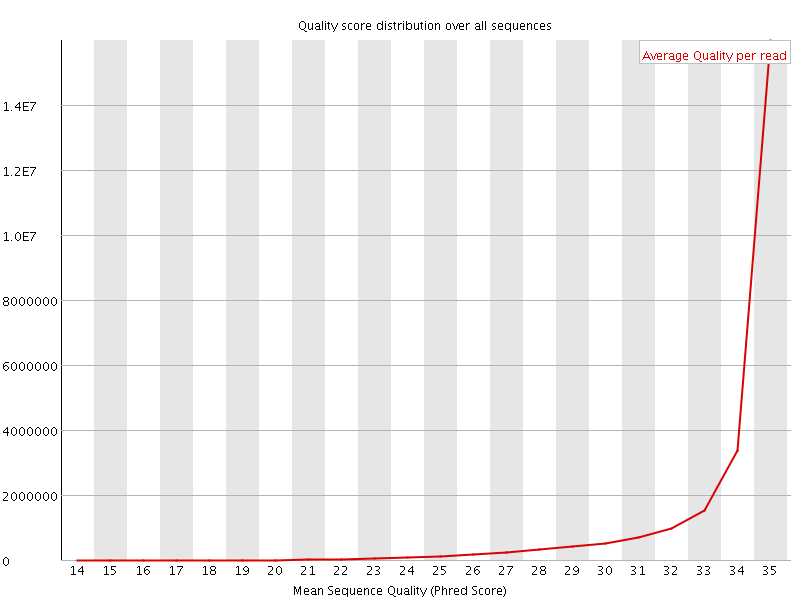 Quality score distribution over all sequences
Average Quality per read
1.4E7
1.2E7
1.0E7
8000000
6000000
4000000
2000000
0
14 15 16 17 18 19 20 21 22 23 24 25 26 27 28 29 30 31 32 33 34 35
Mean Sequence Quality (Phred Score)